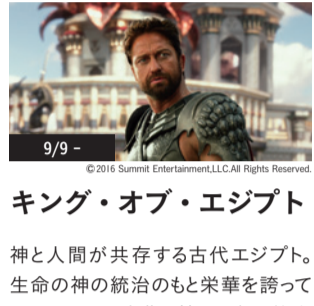 9/9 -
©2016 Summit Entertainment,LLC.All Rights Reserved.
キング・オブ・エジプト
神と人間が共存する古代エジプト。
生命の神の統治のもと栄華を誇って